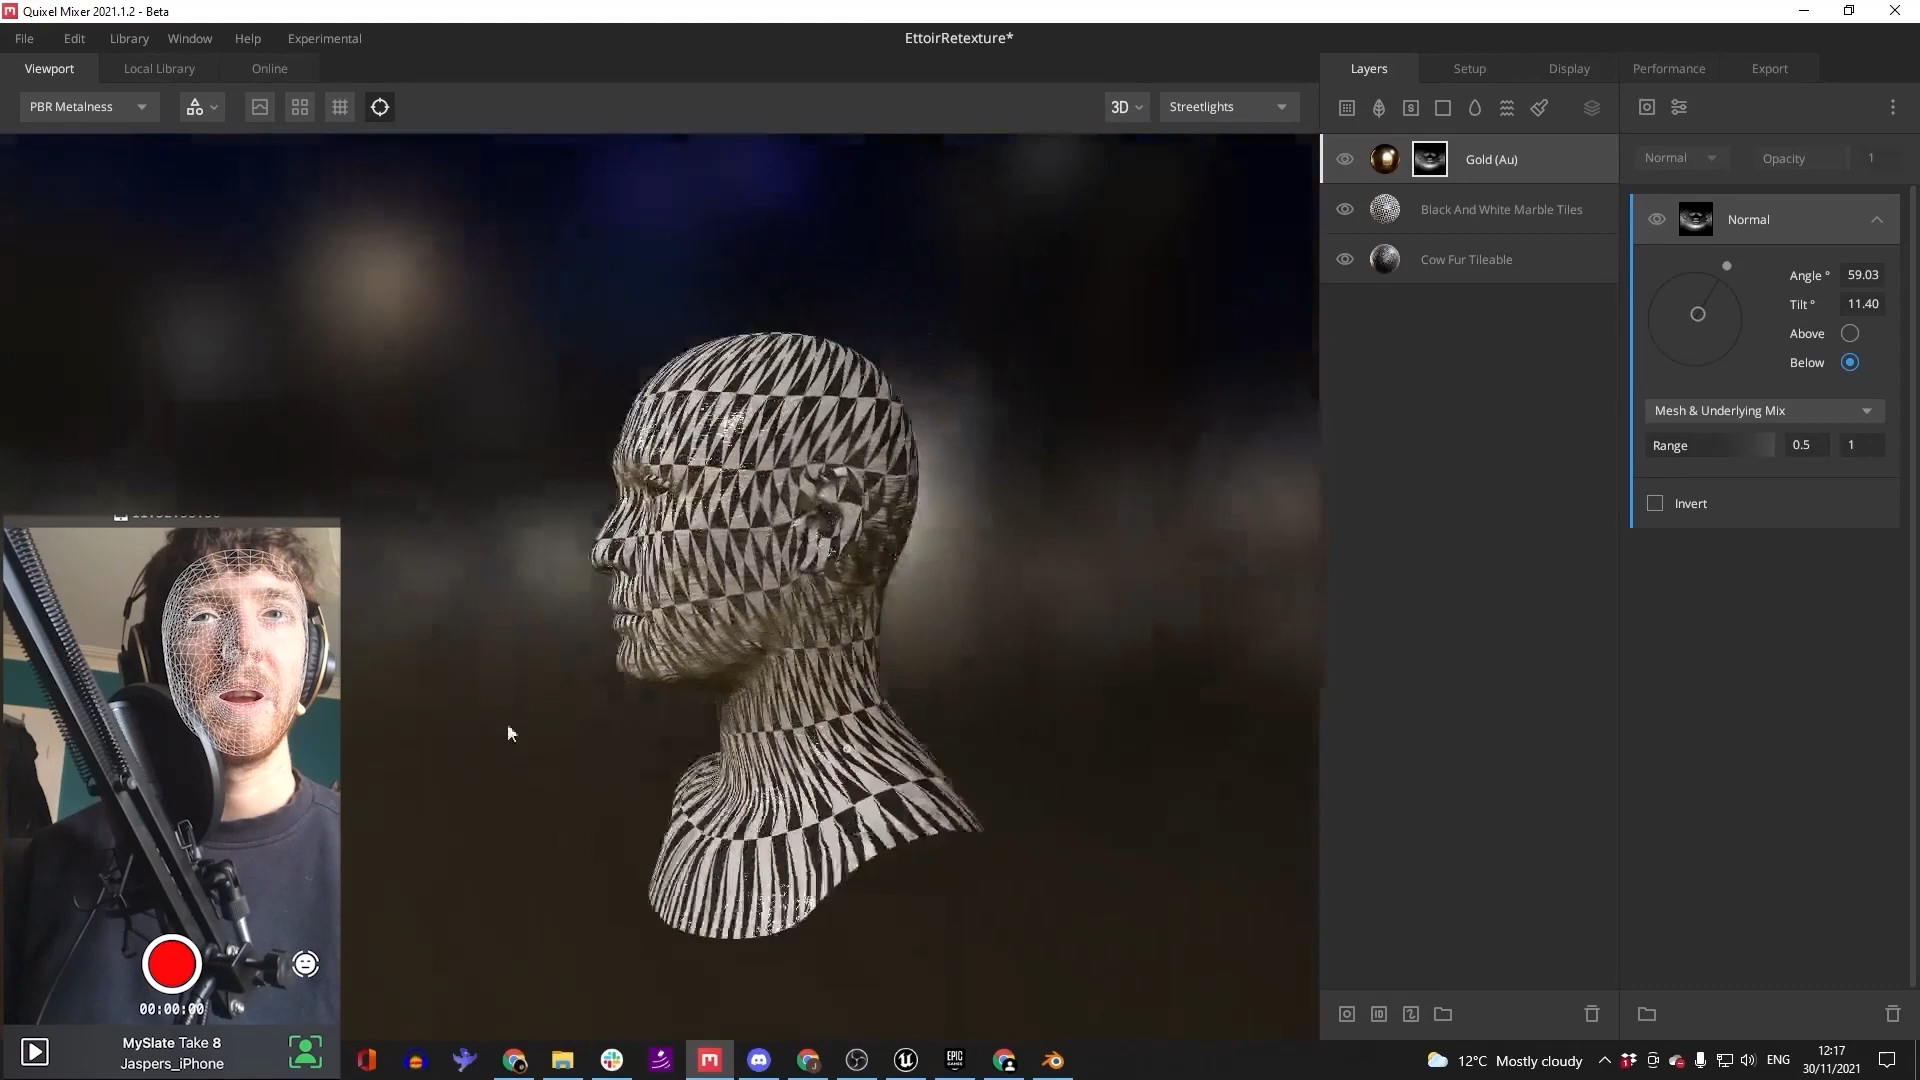 Quixel Mixer 2021.1.2 - Beta
File Edit Library Window Help Experimental
EttoirRetexture*
Viewport Local Library Online
Layers Setup Display Performance Export
PBR Metalness
3D Streetlights
Gold (Au)
Black And White Marble Tiles
Cow Fur Tileable
Normal Opacity 1
Normal
Angle ° 59.03
Tilt ° 11.40
Above
Below
Mesh & Underlying Mix
Range 0.5 1
Invert
00:00:00
MySlate Take 8
Jaspers_iPhone
EPIC
GAMES
12°C Mostly cloudy
ENG
12:17
30/11/2021